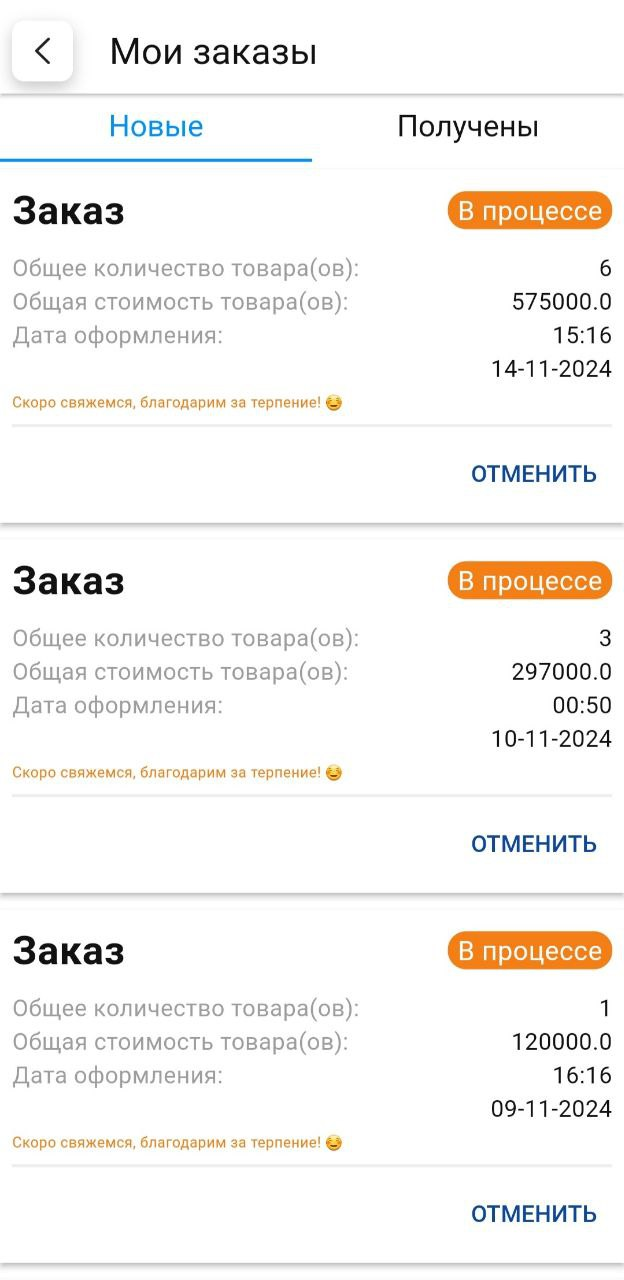 Мои заказы
Новые Получены
Заказ В процессе
Общее количество товара(ов): 6
Общая стоимость товара(ов): 575000.0
Дата оформления: 15:16
14-11-2024
Скоро свяжемся, благодарим за терпение! 😊
ОТМЕНИТЬ
Заказ В процессе
Общее количество товара(ов): 3
Общая стоимость товара(ов): 297000.0
Дата оформления: 00:50
10-11-2024
Скоро свяжемся, благодарим за терпение! 😊
ОТМЕНИТЬ
Заказ В процессе
Общее количество товара(ов): 1
Общая стоимость товара(ов): 120000.0
Дата оформления: 16:16
09-11-2024
Скоро свяжемся, благодарим за терпение! 😊
ОТМЕНИТЬ